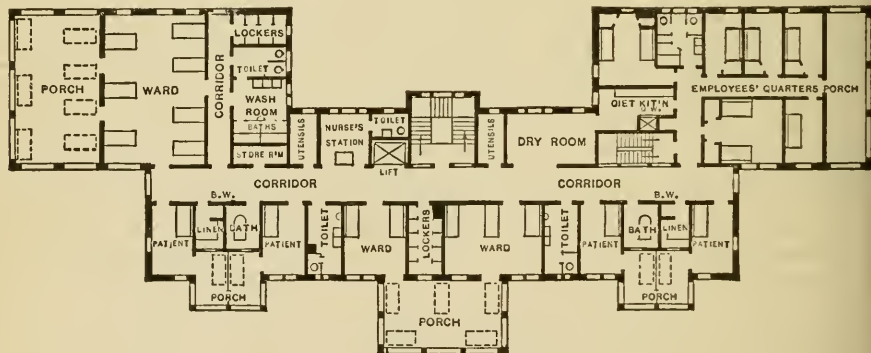 LOCKERS
CORRIDOR
TOILET
PORCH
WARD
WASH
ROOM
BATHS
STORE R'M
UTENSILS
NURSE'S
STATION
TOILET
LIFT
UTENSILS
DRY ROOM
DIET KIT'N
D.W.
EMPLOYEES' QUARTERS
PORCH
CORRIDOR
CORRIDOR
B.W.
B.W.
PATIENT
LINEN
BATH
PATIENT
TOILET
WARD
LOCKERS
WARD
TOILET
PATIENT
BATH
LINEN
PATIENT
PORCH
PORCH
PORCH